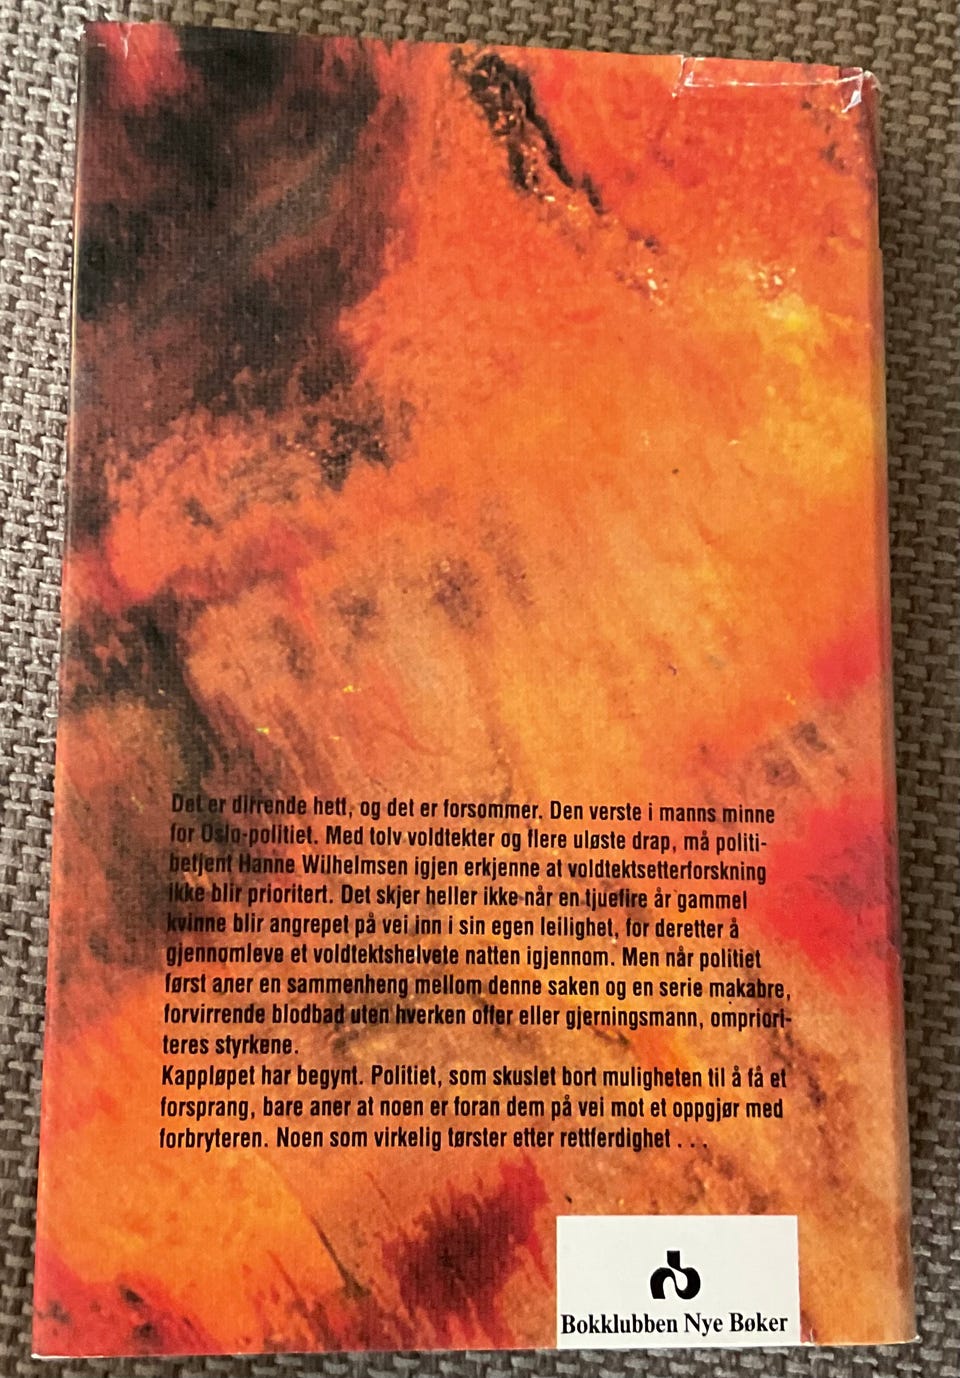 Det er dirrende hett, og det er forsommer. Den verste i manns minne
for Oslo-politiet. Med tolv voldtekter og flere uløste drap, må politi-
betjent Hanne Wilhelmsen igjen erkjenne at voldtektsetterforskning
ikke blir prioritert. Det skjer heller ikke når en tjuefire år gammel
kvinne blir angrepet på vei inn i sin egen leilighet, for deretter å
gjennomleve et voldtektshelvete natten igjennom. Men når politiet
først aner en sammenheng mellom denne saken og en serie makabre,
forvirrende blodbad uten hverken offer eller gjerningsmann, ompriori-
teres styrkene.
Kappløpet har begynt. Politiet, som skuslet bort muligheten til å få et
forsprang, bare aner at noen er foran dem på vei mot et oppgjør med
forbryteren. Noen som virkelig tørster etter rettferdighet . . .
Bokklubben Nye Bøker